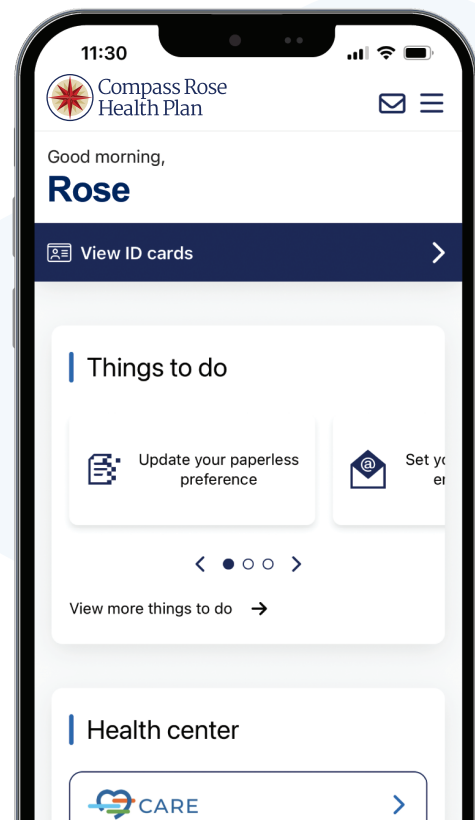 11:30
Compass Rose
Health Plan
Good morning,
Rose
View ID cards
Things to do
Update your paperless
preference
Set
View more things to do
Health center
CARE